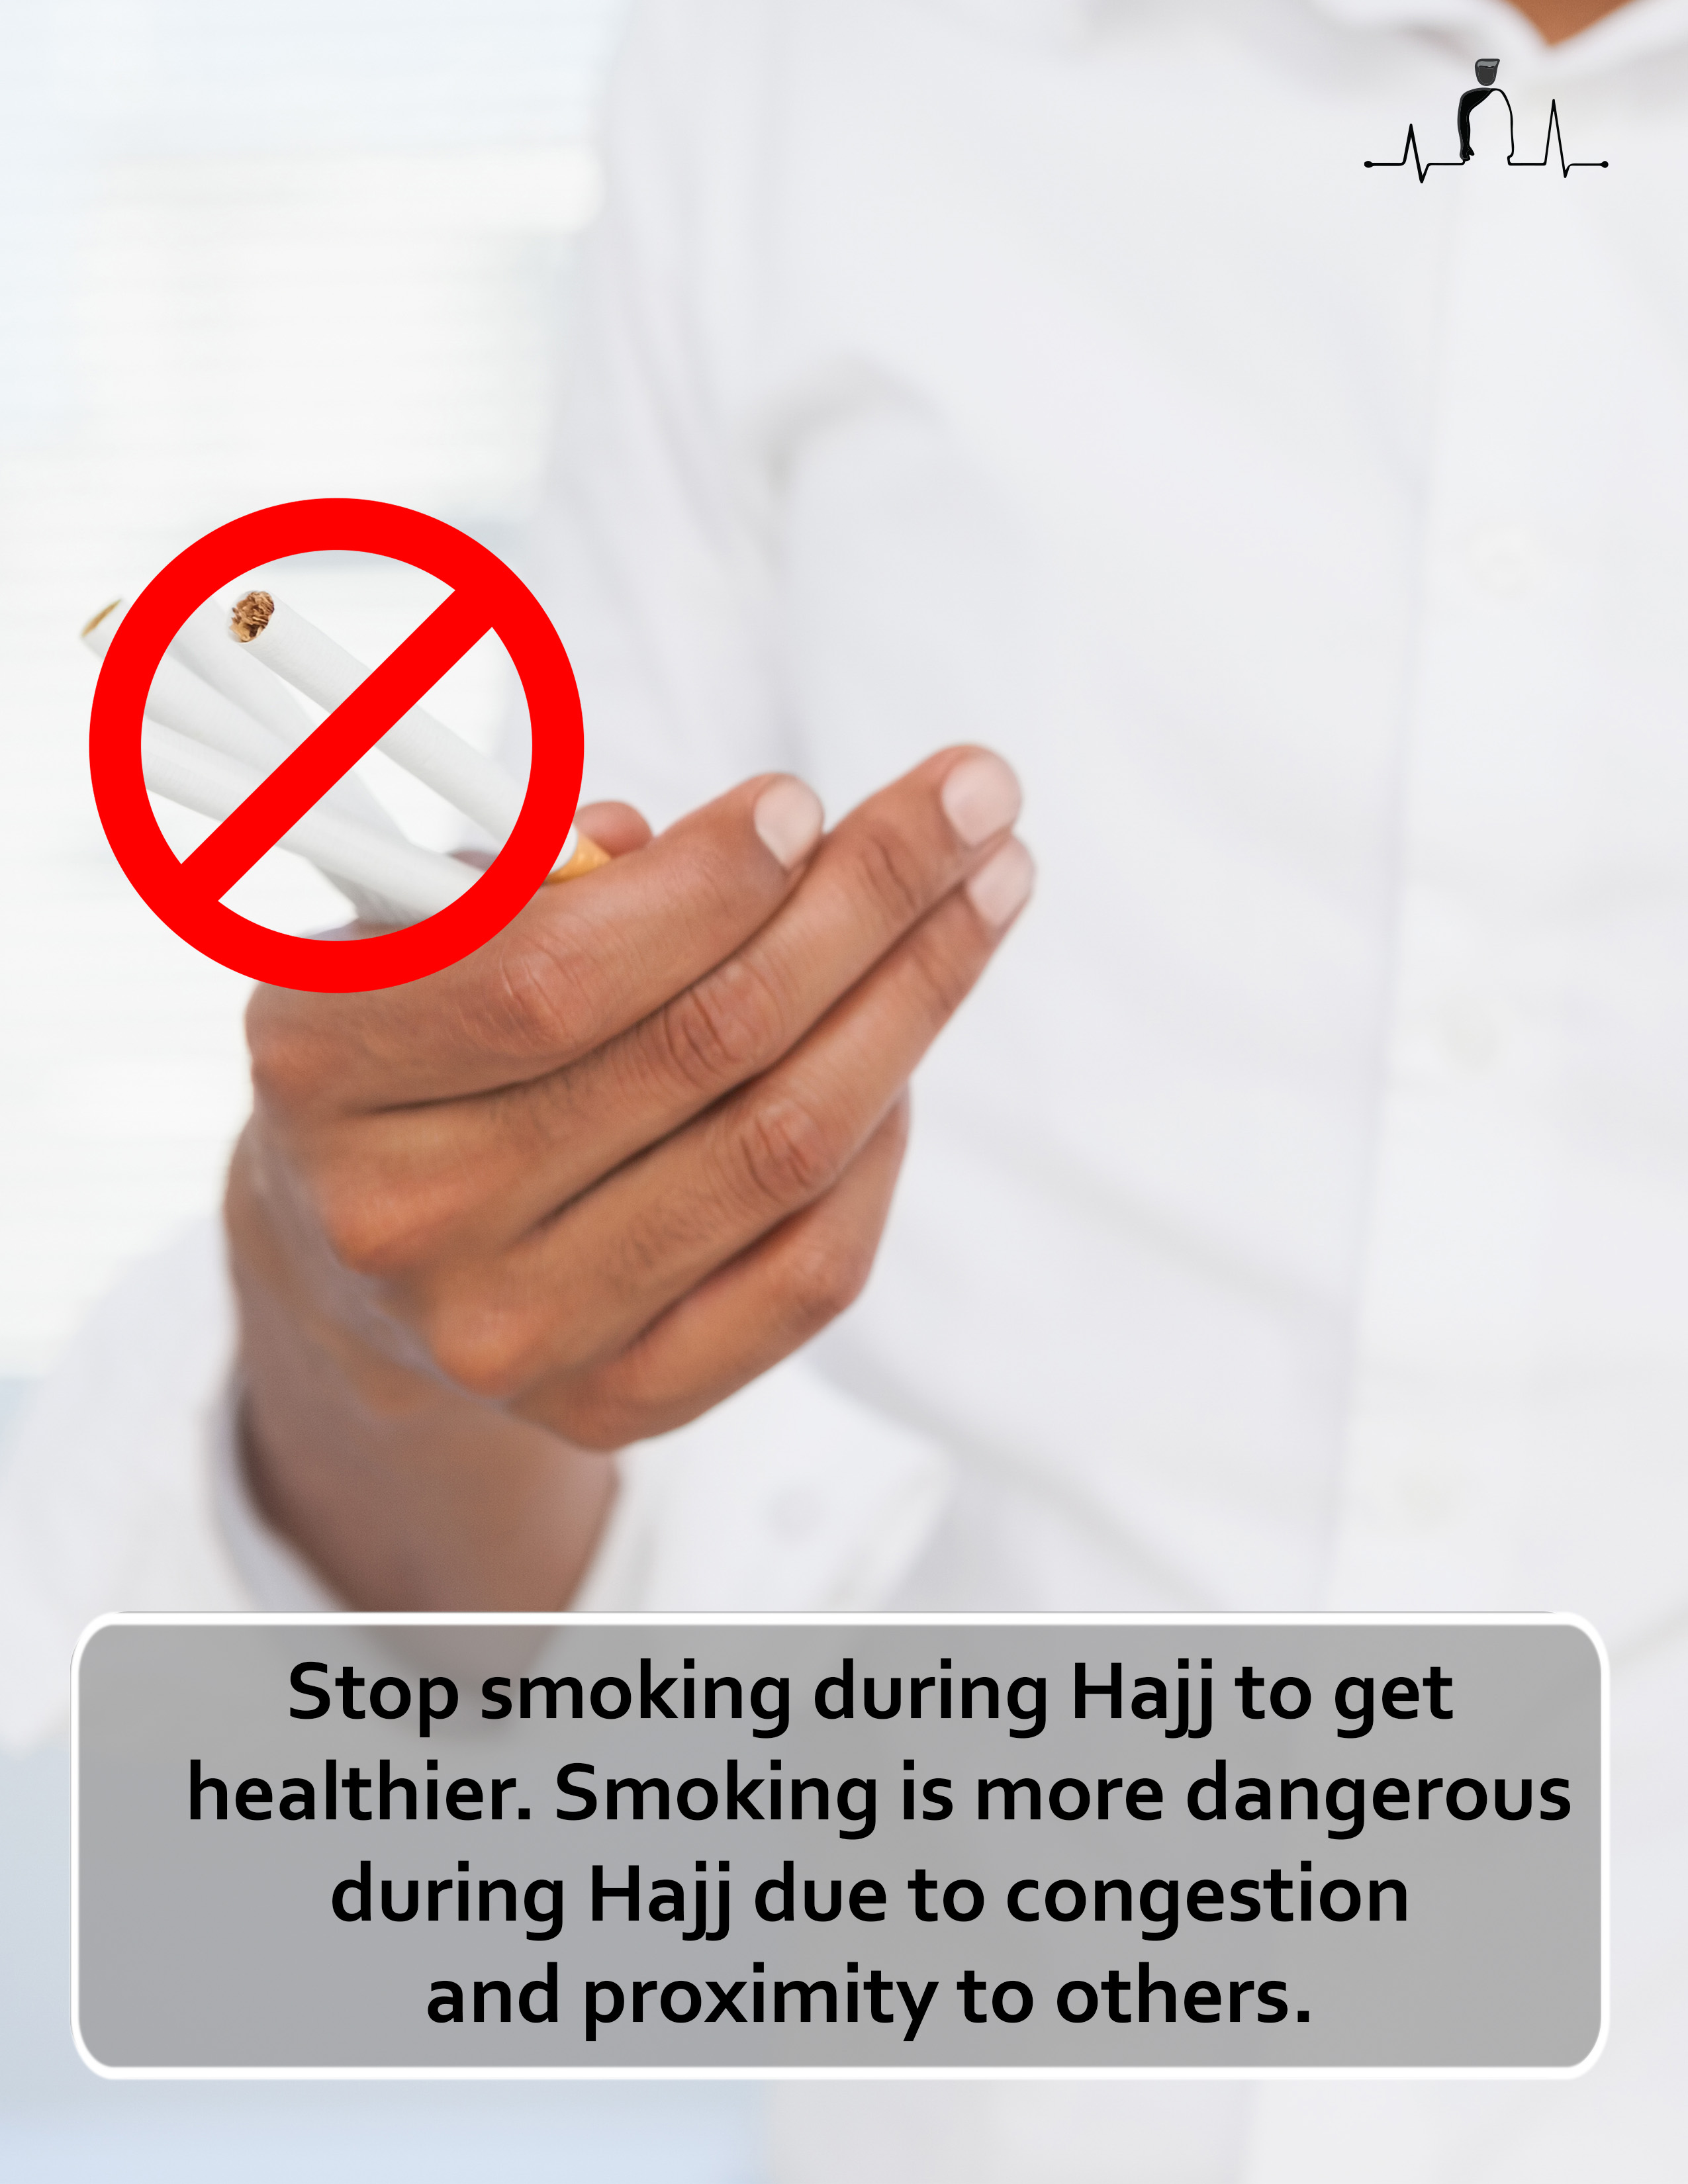 Stop smoking during Hajj to get
healthier. Smoking is more dangerous
during Hajj due to congestion
and proximity to others.